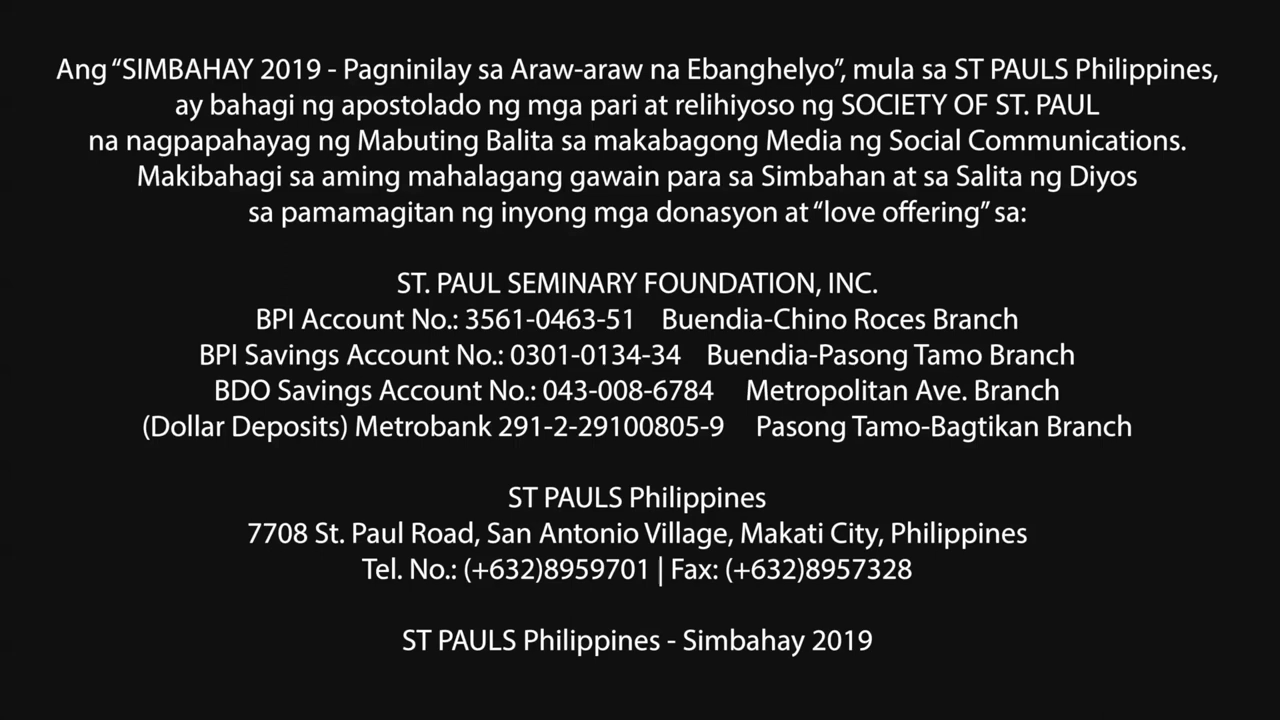 Ang “SIMBAHAY 2019 - Pagninilay sa Araw-araw na Ebanghelyo”, mula sa ST PAULS Philippines,
ay bahagi ng apostolado ng mga pari at relihiyoso ng SOCIETY OF ST. PAUL
na nagpapahayag ng Mabuting Balita sa makabagong Media ng Social Communications.
Makibahagi sa aming mahalagang gawain para sa Simbahan at sa Salita ng Diyos
sa pamamagitan ng inyong mga donasyon at “love offering” sa:
ST. PAUL SEMINARY FOUNDATION, INC.
BPI Account No.: 3561-0463-51 Buendia-Chino Roces Branch
BPI Savings Account No.: 0301-0134-34 Buendia-Pasong Tamo Branch
BDO Savings Account No.: 043-008-6784 Metropolitan Ave. Branch
(Dollar Deposits) Metrobank 291-2-29100805-9 Pasong Tamo-Bagtikan Branch
ST PAULS Philippines
7708 St. Paul Road, San Antonio Village, Makati City, Philippines
Tel. No.: (+632)8959701 | Fax: (+632)8957328
ST PAULS Philippines - Simbahay 2019